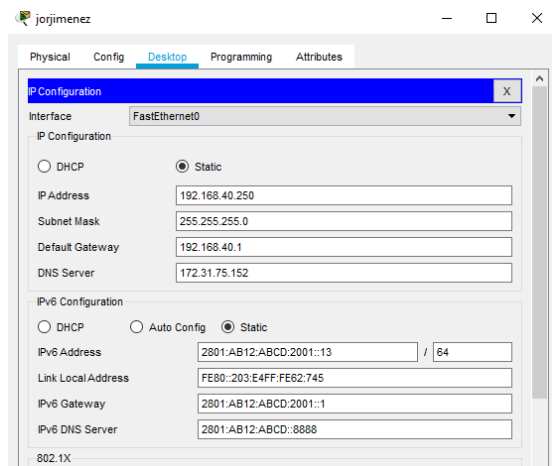 jorjimenez
Physical Config Desktop Programming Attributes
IP Configuration X
Interface FastEthernet0
IP Configuration
DHCP Static
IP Address 192.168.40.250
Subnet Mask 255.255.255.0
Default Gateway 192.168.40.1
DNS Server 172.31.75.152
IPv6 Configuration
DHCP Auto Config Static
IPv6 Address 2801:AB12:ABCD:2001::13 / 64
Link Local Address FE80::203:E4FF:FE62:745
IPv6 Gateway 2801:AB12:ABCD:2001::1
IPv6 DNS Server 2801:AB12:ABCD::8888
802.1X